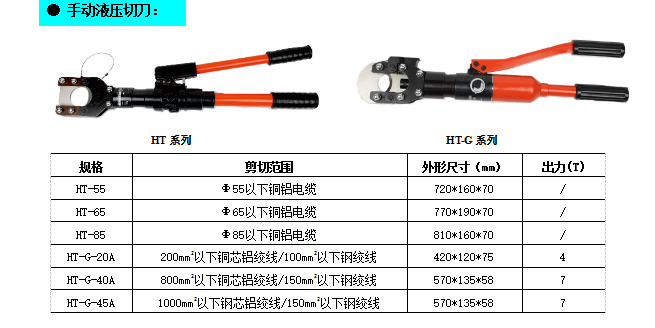 ● 手动液压切刀:
HT 系列 HT-G 系列
规格 剪切范围 外形尺寸（mm） 出力(T)
HT-55 Φ55以下铜铝电缆 720*160*70 /
HT-65 Φ65以下铜铝电缆 770*190*70 /
HT-85 Φ85以下铜铝电缆 810*160*70 /
HT-G-20A 200mm²以下铜芯铝绞线/100mm²以下钢绞线 420*120*75 4
HT-G-40A 800mm²以下铜芯铝绞线/150mm²以下钢绞线 570*135*58 7
HT-G-45A 1000mm²以下钢芯铝绞线/150mm²以下钢绞线 570*135*58 7